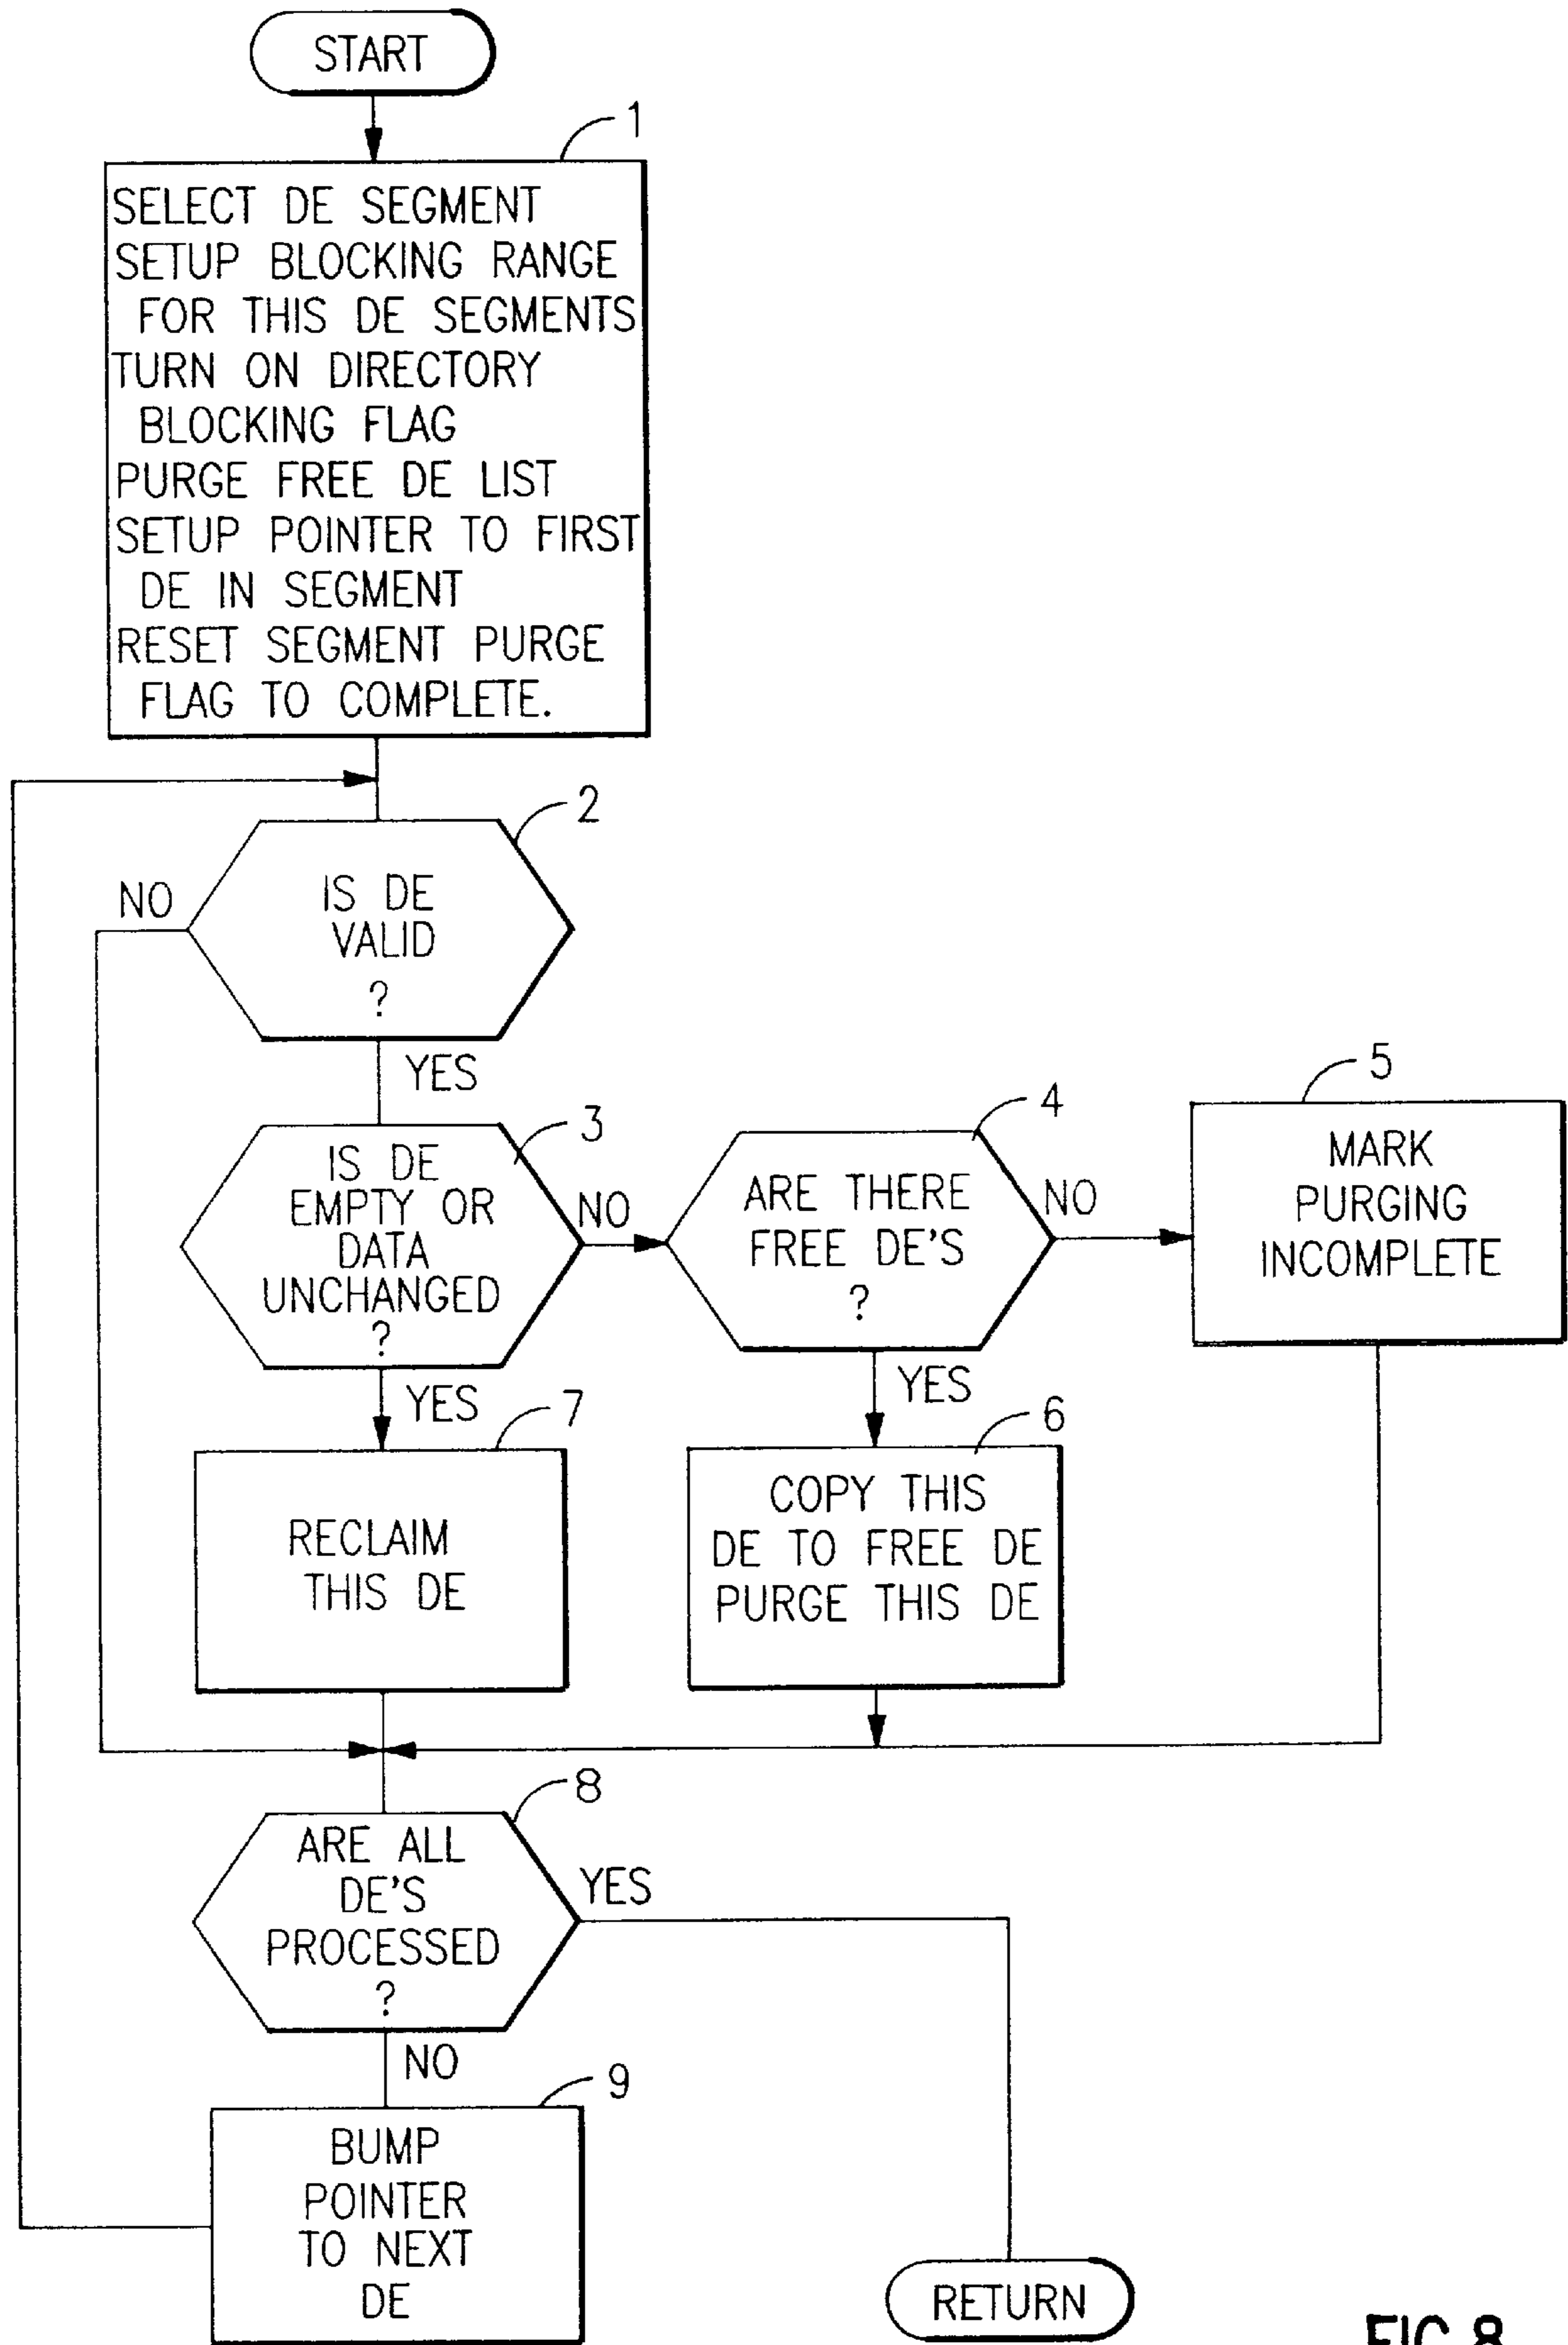 START
1
SELECT DE SEGMENT
SETUP BLOCKING RANGE
FOR THIS DE SEGMENTS
TURN ON DIRECTORY
BLOCKING FLAG
PURGE FREE DE LIST
SETUP POINTER TO FIRST
DE IN SEGMENT
RESET SEGMENT PURGE
FLAG TO COMPLETE.
2
NO
IS DE
VALID
?
YES
3
IS DE
EMPTY OR
DATA
UNCHANGED
?
NO
4
ARE THERE
FREE DE'S
?
NO
5
MARK
PURGING
INCOMPLETE
YES
7
RECLAIM
THIS DE
YES
6
COPY THIS
DE TO FREE DE
PURGE THIS DE
8
ARE ALL
DE'S
PROCESSED
?
YES
NO
9
BUMP
POINTER
TO NEXT
DE
RETURN
FIG.8